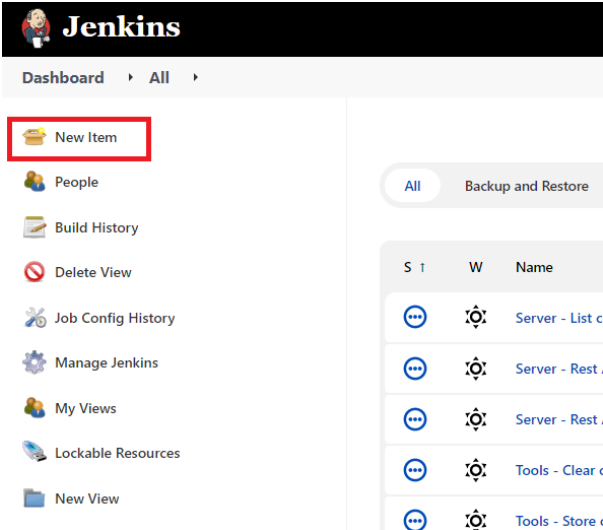 Jenkins
Dashboard All
New Item
People
Build History
Delete View
Job Config History
Manage Jenkins
My Views
Lockable Resources
New View
All Backup and Restore
S ↑ W Name
Server - List
Server - Rest
Server - Rest
Tools - Clear
Tools - Store